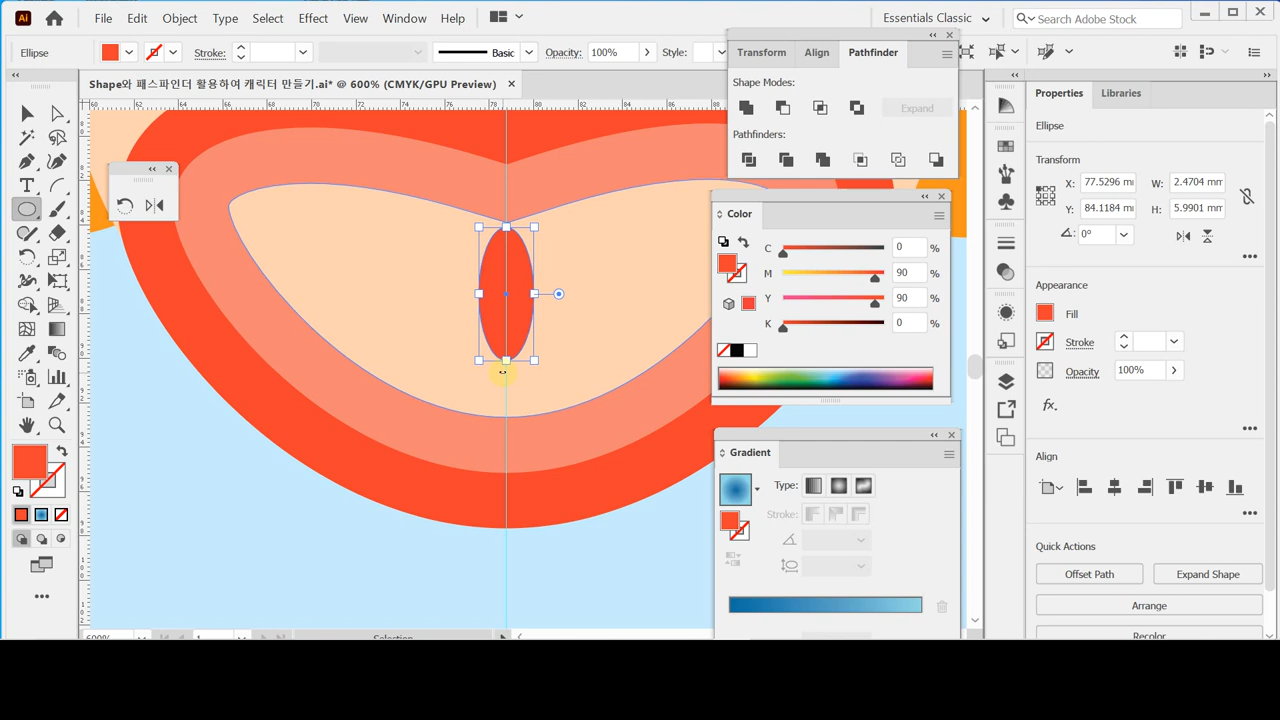 Ai File Edit Object Type Select Effect View Window Help Essentials Classic Search Adobe Stock
Ellipse Stroke: Basic Opacity: 100% Style:
Transform Align Pathfinder
Shape와 패스파인더 활용하여 캐릭터 만들기.ai* @ 600% (CMYK/GPU Preview)
Shape Modes:
Expand
Pathfinders:
Color
C 0 %
M 90 %
Y 90 %
K 0 %
Gradient
Type:
Stroke:
Properties Libraries
Ellipse
Transform
X: 77.5296 W: 2.4704 mm
Y: 84.1184 H: 5.9901 mm
0°
Appearance
Fill
Stroke
Opacity 100%
fx.
Align
Quick Actions
Offset Path Expand Shape
Arrange
Recolor
600% 1 Selection